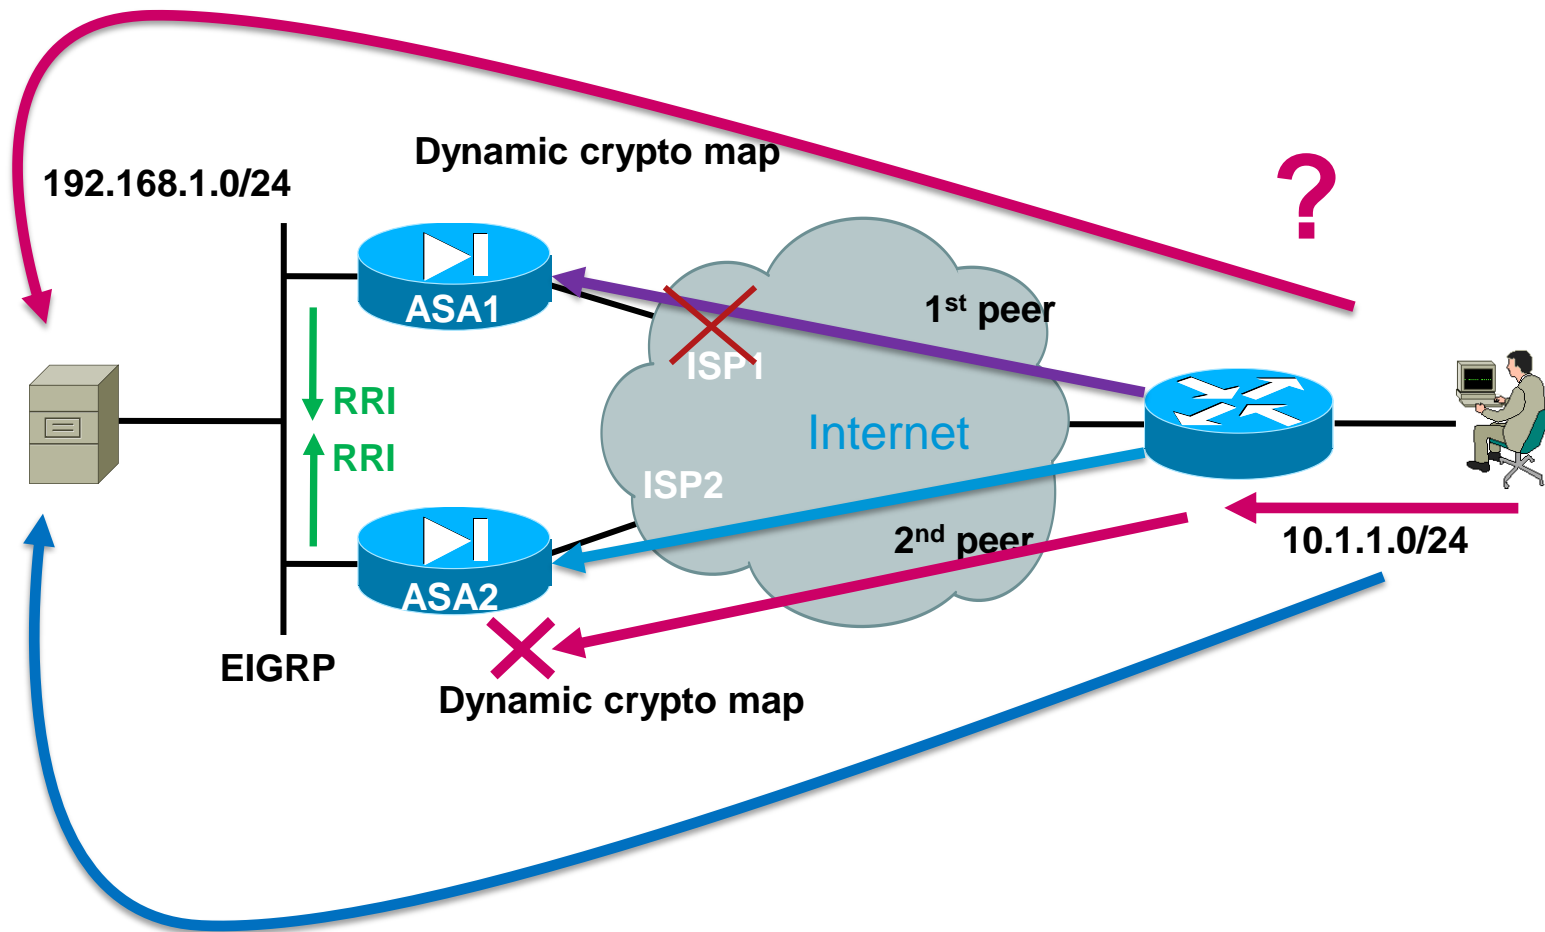 Dynamic crypto map
?
192.168.1.0/24
ASA1
1st peer
ISP1
RRI
Internet
RRI
ISP2
2nd peer
10.1.1.0/24
ASA2
EIGRP
Dynamic crypto map